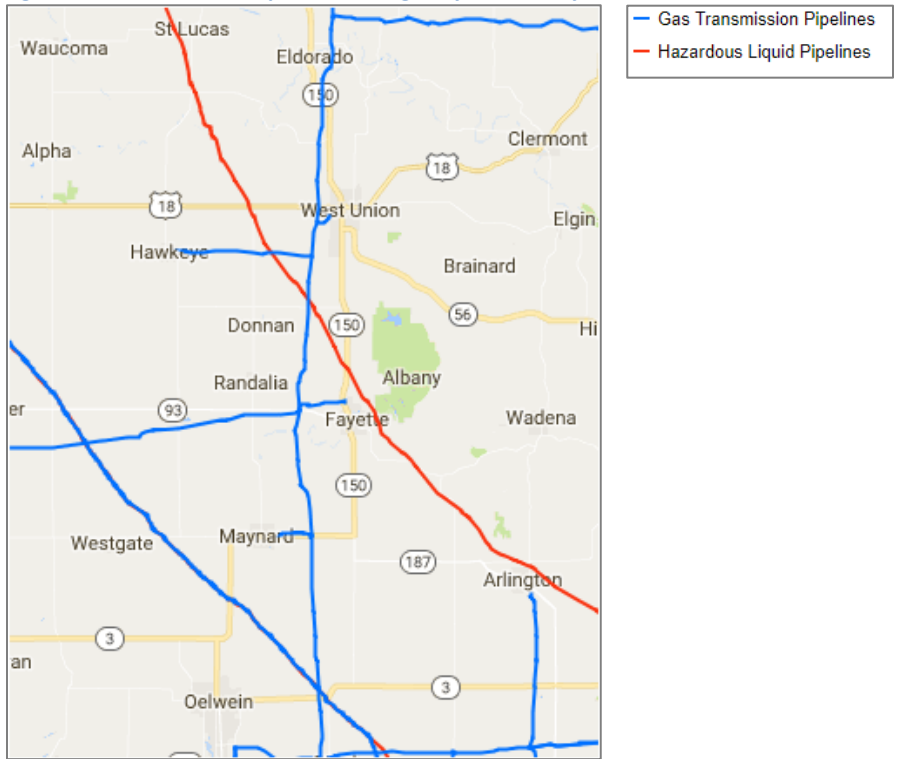 Gas Transmission Pipelines
Hazardous Liquid Pipelines
St Lucas
Waucoma
Eldorado
150
Clermont
Alpha
18
18
West Union
Elgin
Hawkeye
Brainard
56
Donnan
150
Hi
Randalia
Albany
er
93
Fayette
Wadena
150
Maynard
Westgate
187
Arlington
3
an
3
Oelwein